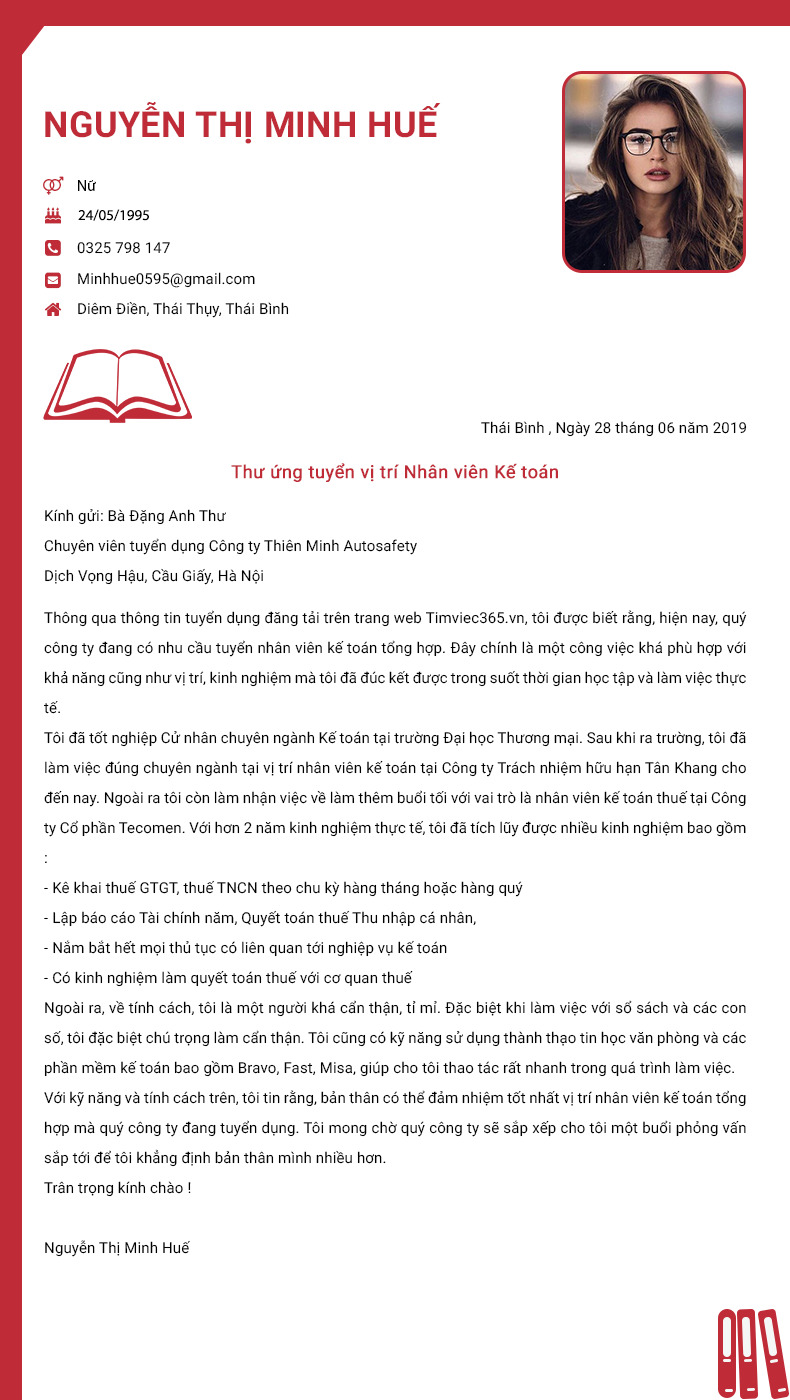 NGUYỄN THỊ MINH HUẾ
Nữ
24/05/1995
0325 798 147
Minhhue0595@gmail.com
Diêm Điền, Thái Thụy, Thái Bình
Thái Bình , Ngày 28 tháng 06 năm 2019
Thư ứng tuyển vị trí Nhân viên Kế toán
Kính gửi: Bà Đặng Anh Thư
Chuyên viên tuyển dụng Công ty Thiên Minh Autosafety
Dịch Vọng Hậu, Cầu Giấy, Hà Nội
Thông qua thông tin tuyển dụng đăng tải trên trang web Timviec365.vn, tôi được biết rằng, hiện nay, quý
công ty đang có nhu cầu tuyển nhân viên kế toán tổng hợp. Đây chính là một công việc khá phù hợp với
khả năng cũng như vị trí, kinh nghiệm mà tôi đã đúc kết được trong suốt thời gian học tập và làm việc thực
tế.
Tôi đã tốt nghiệp Cử nhân chuyên ngành Kế toán tại trường Đại học Thương mại. Sau khi ra trường, tôi đã
làm việc đúng chuyên ngành tại vị trí nhân viên kế toán tại Công ty Trách nhiệm hữu hạn Tân Khang cho
đến nay. Ngoài ra tôi còn làm nhận việc về làm thêm buổi tối với vai trò là nhân viên kế toán thuế tại Công
ty Cổ phần Tecomen. Với hơn 2 năm kinh nghiệm thực tế, tôi đã tích lũy được nhiều kinh nghiệm bao gồm
:
- Kê khai thuế GTGT, thuế TNCN theo chu kỳ hàng tháng hoặc hàng quý
- Lập báo cáo Tài chính năm, Quyết toán thuế Thu nhập cá nhân,
- Nắm bắt hết mọi thủ tục có liên quan tới nghiệp vụ kế toán
- Có kinh nghiệm làm quyết toán thuế với cơ quan thuế
Ngoài ra, về tính cách, tôi là một người khá cẩn thận, tỉ mỉ. Đặc biệt khi làm việc với sổ sách và các con
số, tôi đặc biệt chú trọng làm cẩn thận. Tôi cũng có kỹ năng sử dụng thành thạo tin học văn phòng và các
phần mềm kế toán bao gồm Bravo, Fast, Misa, giúp cho tôi thao tác rất nhanh trong quá trình làm việc.
Với kỹ năng và tính cách trên, tôi tin rằng, bản thân có thể đảm nhiệm tốt nhất vị trí nhân viên kế toán tổng
hợp mà quý công ty đang tuyển dụng. Tôi mong chờ quý công ty sẽ sắp xếp cho tôi một buổi phỏng vấn
sắp tới để tôi khẳng định bản thân mình nhiều hơn.
Trân trọng kính chào !
Nguyễn Thị Minh Huế